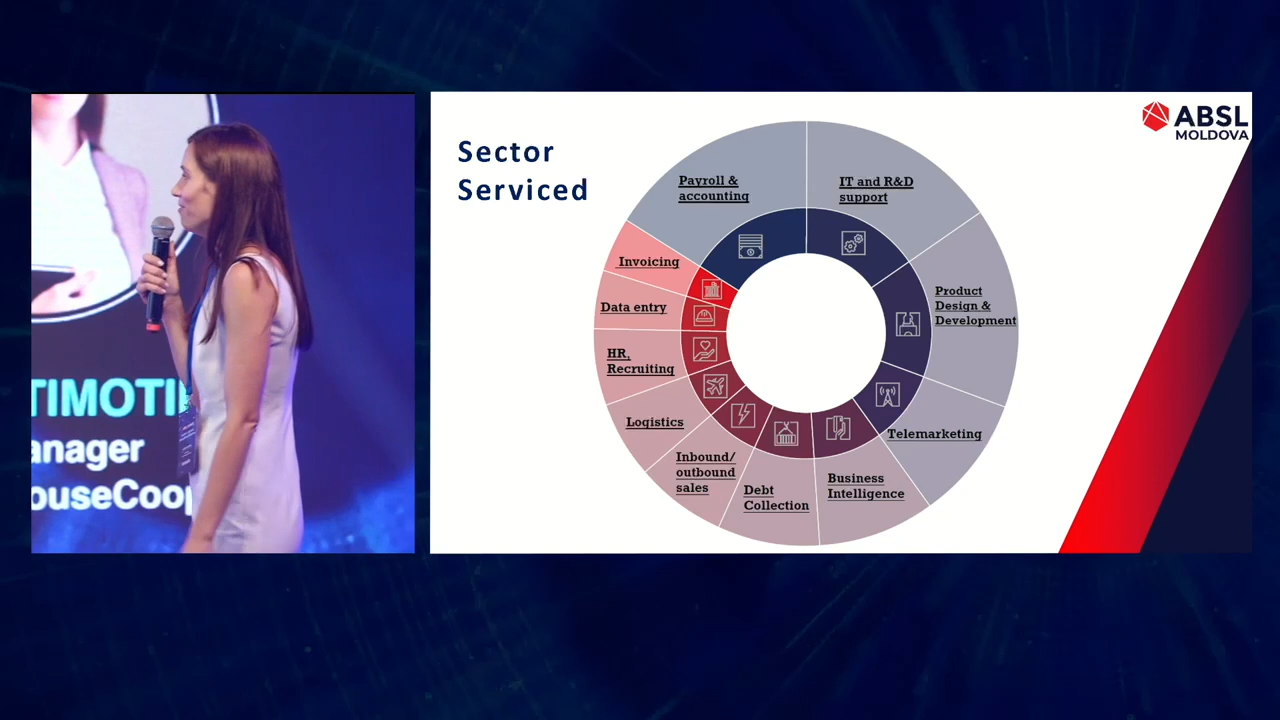 TIMOTI
anager
ouseCoop
Sector
Serviced
ABSL
MOLDOVA
Payroll &
accounting
IT and R&D
support
Invoicing
Product
Design &
Development
Data entry
HR,
Recruiting
Logistics
Telemarketing
Inbound/
outbound
sales
Debt
Collection
Business
Intelligence